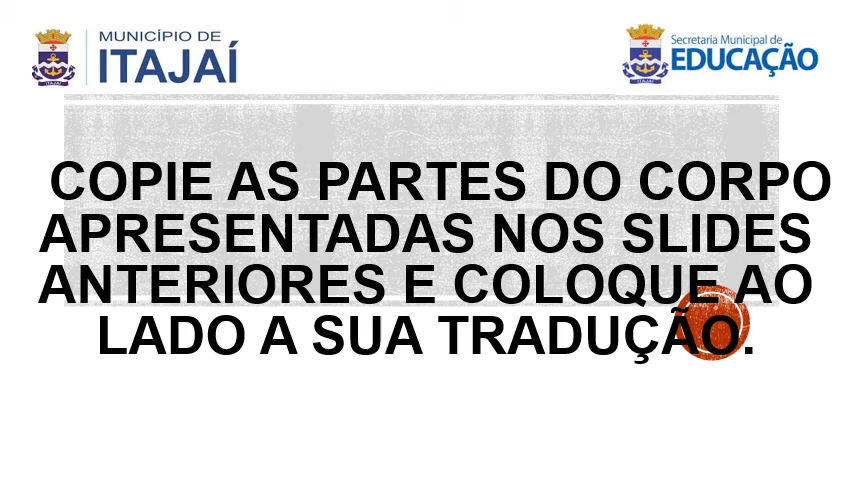 MUNICÍPIO DE
ITAJAÍ
Secretaria Municipal de
EDUCAÇÃO
COPIE AS PARTES DO CORPO
APRESENTADAS NOS SLIDES
ANTERIORES E COLOQUE AO
LADO A SUA TRADUÇÃO.